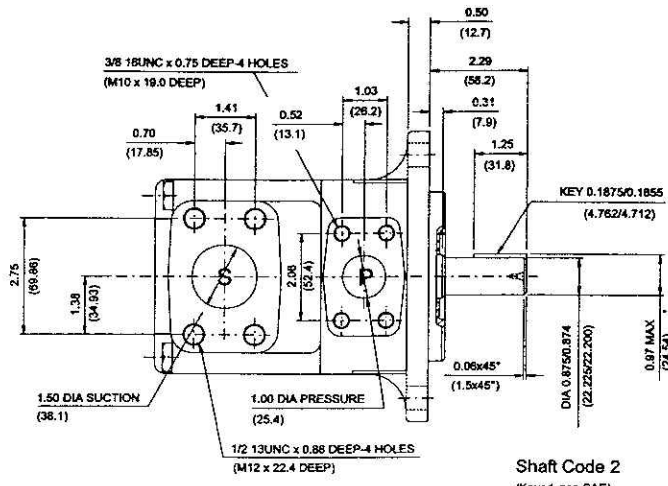 0.50
(12.7)
3/8 16UNC x 0.75 DEEP-4 HOLES
(M10 x 19.0 DEEP)
2.29
(58.2)
1.41
(35.7)
1.03
(26.2)
0.31
(7.9)
0.70
(17.85)
0.52
(13.1)
1.25
(31.8)
KEY 0.1875/0.1855
(4.762/4.712)
2.75
(69.86)
1.38
(34.93)
S
2.06
(52.4)
P
0.97 MAX
DIA 0.875/0.874
(22.225/22.200)
0.06x45°
(1.5x45°)
1.50 DIA SUCTION
(38.1)
1.00 DIA PRESSURE
(25.4)
1/2 13UNC x 0.88 DEEP-4 HOLES
(M12 x 22.4 DEEP)
Shaft Code 2